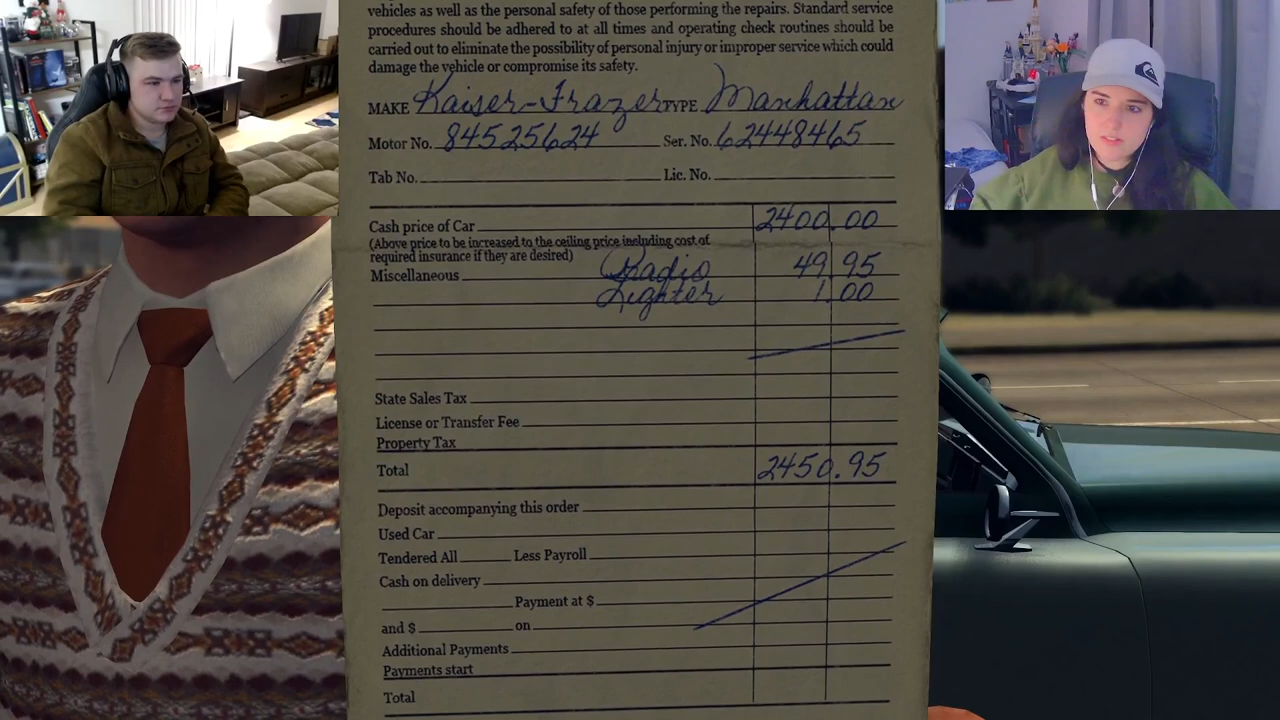 vehicles as well as the personal safety of those performing the repairs. Standard service
procedures should be adhered to at all times and operating check routines should be
carried out to eliminate the possibility of personal injury or improper service which could
damage the vehicle or compromise its safety.
MAKE Kaiser-Frazer TYPE Manhattan
Motor No. 84525624 Ser. No. 62448465
Tab No. Lic. No.
Cash price of Car 2400.00
(Above price to be increased to the ceiling price including cost of
required insurance if they are desired)
Miscellaneous Radio 49.95
Lighter 1.00
State Sales Tax
License or Transfer Fee
Property Tax
Total 2450.95
Deposit accompanying this order
Used Car
Tendered All Less Payroll
Cash on delivery
Payment at $
and $ on
Additional Payments
Payments start
Total